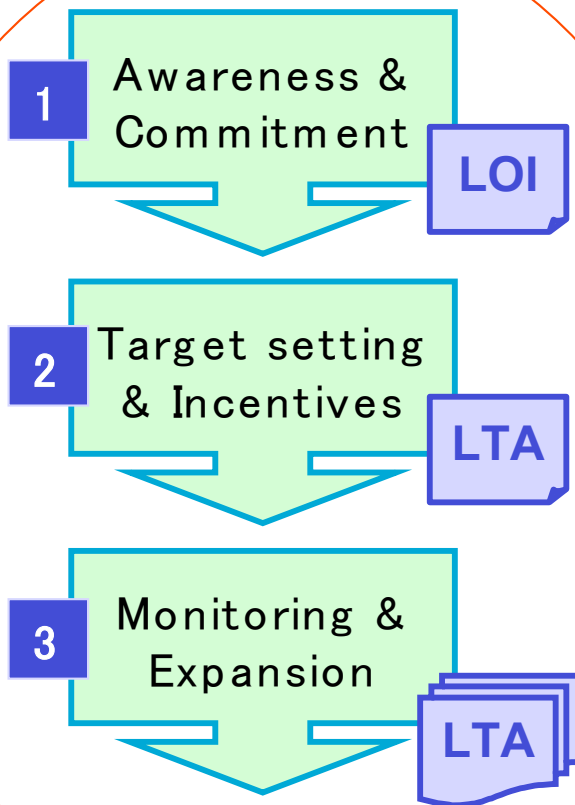 1
Awareness &
Commitment
LOI
2
Target setting
& Incentives
LTA
3
Monitoring &
Expansion
LTA